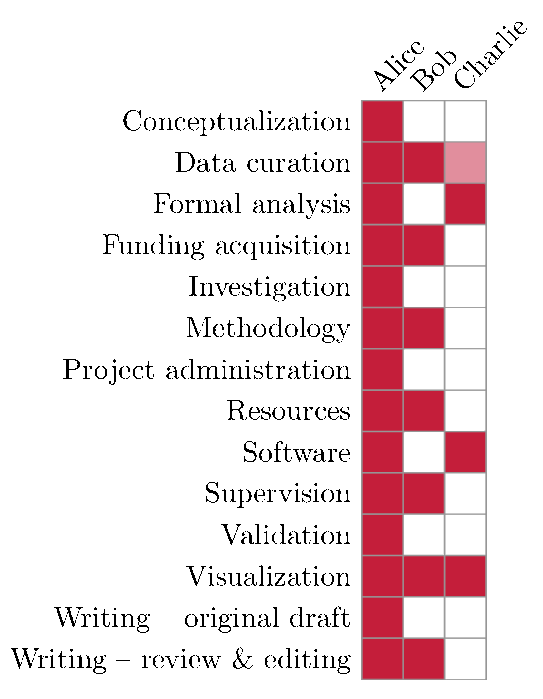 Alice
Bob
Charlie
Conceptualization
Data curation
Formal analysis
Funding acquisition
Investigation
Methodology
Project administration
Resources
Software
Supervision
Validation
Visualization
Writing original draft
Writing – review & editing